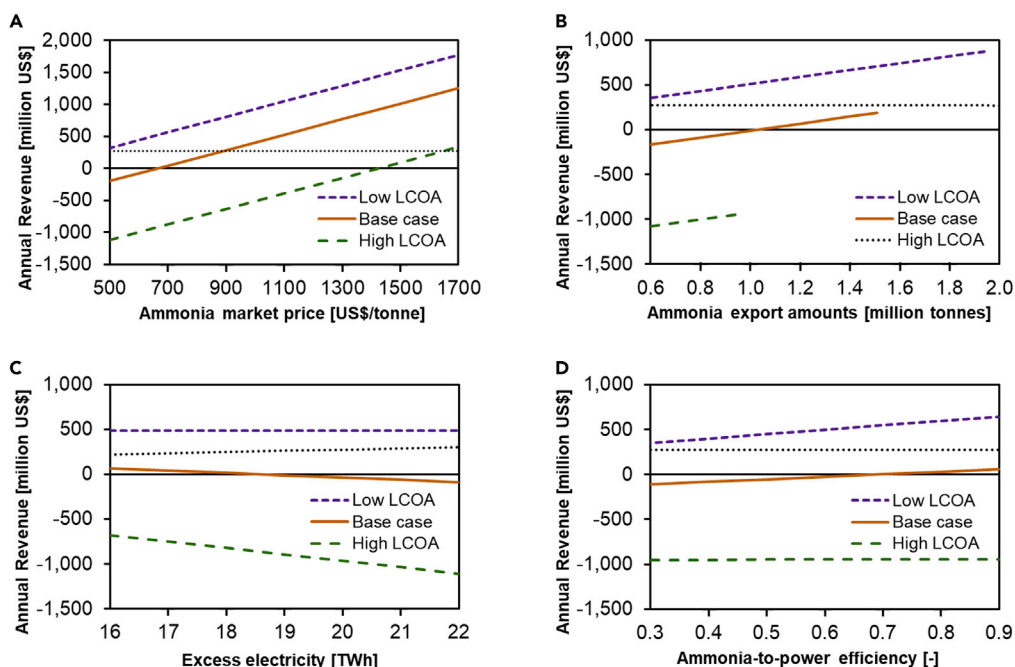 A
Annual Revenue [million US$]
2,000
1,500
1,000
500
0
-500
-1,000
-1,500
Low LCOA
Base case
High LCOA
500 700 900 1100 1300 1500 1700
Ammonia market price [US$/tonne]
B
Annual Revenue [million US$]
1,000
500
0
-500
-1,000
-1,500
Low LCOA
Base case
High LCOA
0.6 0.8 1.0 1.2 1.4 1.6 1.8 2.0
Ammonia export amounts [million tonnes]
C
Annual Revenue [million US$]
1,000
500
0
-500
-1,000
-1,500
Low LCOA
Base case
High LCOA
16 17 18 19 20 21 22
Excess electricity [TWh]
D
Annual Revenue [million US$]
1,000
500
0
-500
-1,000
-1,500
Low LCOA
Base case
High LCOA
0.3 0.4 0.5 0.6 0.7 0.8 0.9
Ammonia-to-power efficiency [-]